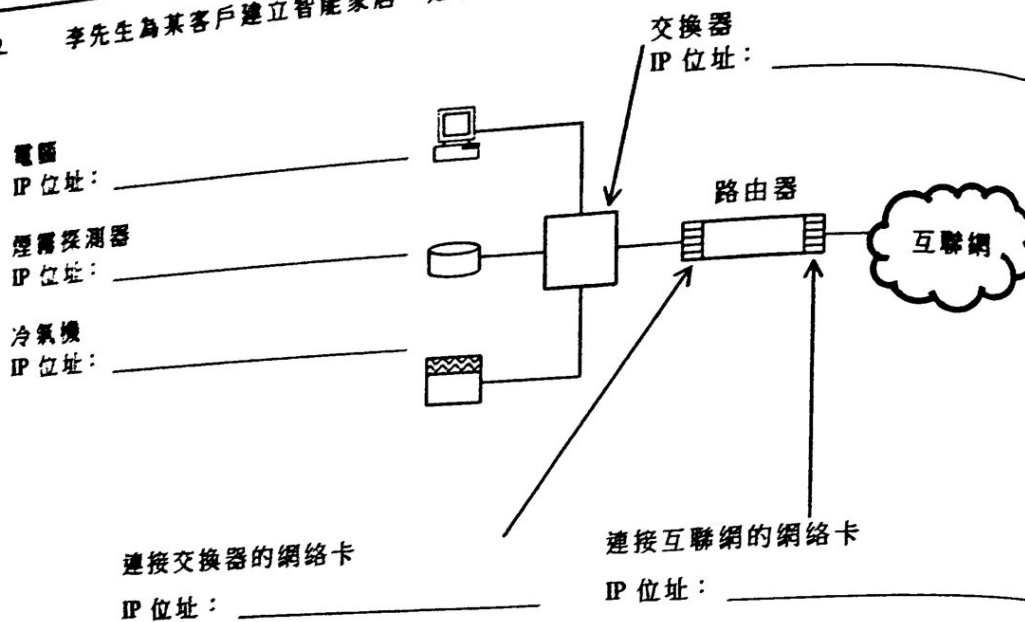 李先生為某客戶建立智能家居
交換器
IP 位址：
電腦
IP 位址：
煙霧探測器
IP 位址：
冷氣機
IP 位址：
路由器
互聯網
連接交換器的網絡卡
IP 位址：
連接互聯網的網絡卡
IP 位址：